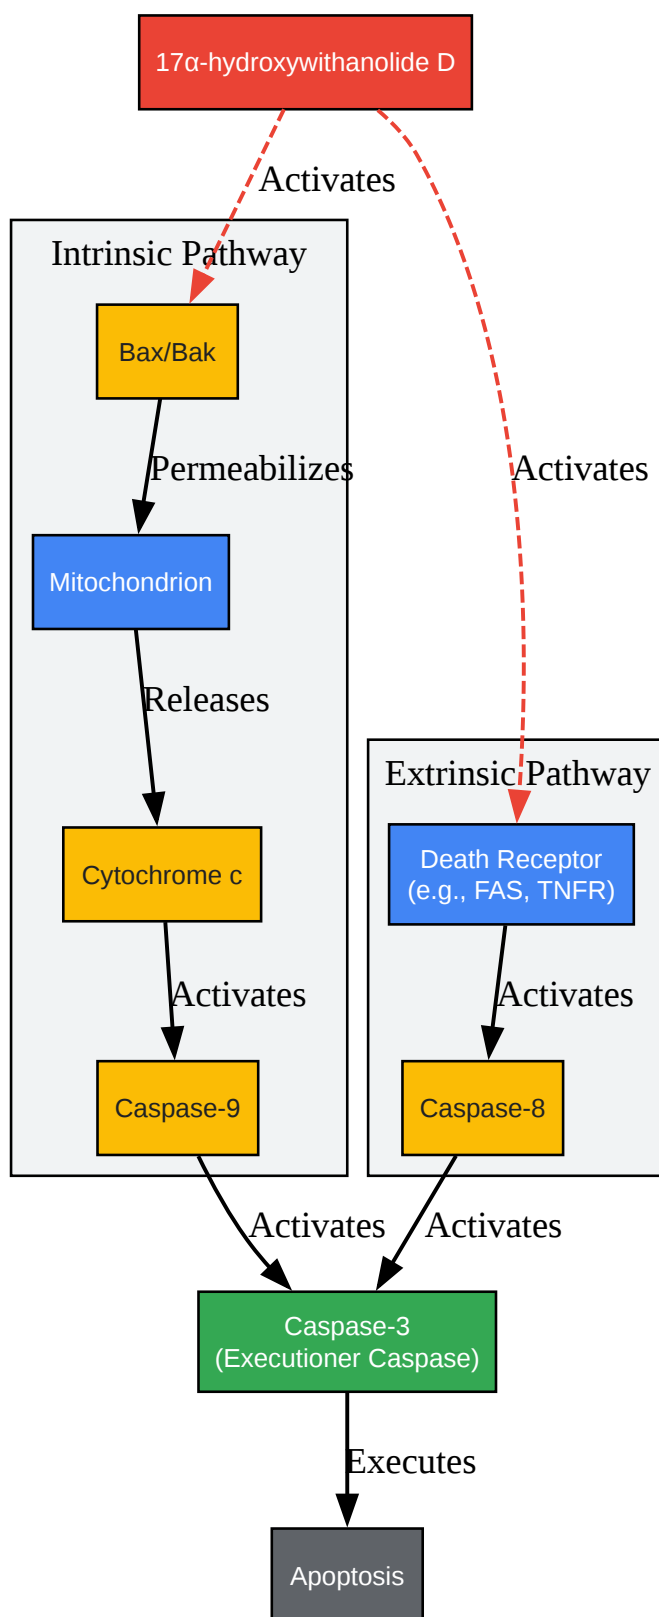 17α-hydroxywithanolide D
Activates
Intrinsic Pathway
Bax/Bak
Permeabilizes
Activates
Mitochondrion
Releases
Extrinsic Pathway
Cytochrome c
Death Receptor
(e.g., FAS, TNFR)
Activates
Activates
Caspase-9
Caspase-8
Activates
Activates
Caspase-3
(Executioner Caspase)
Executes
Apoptosis